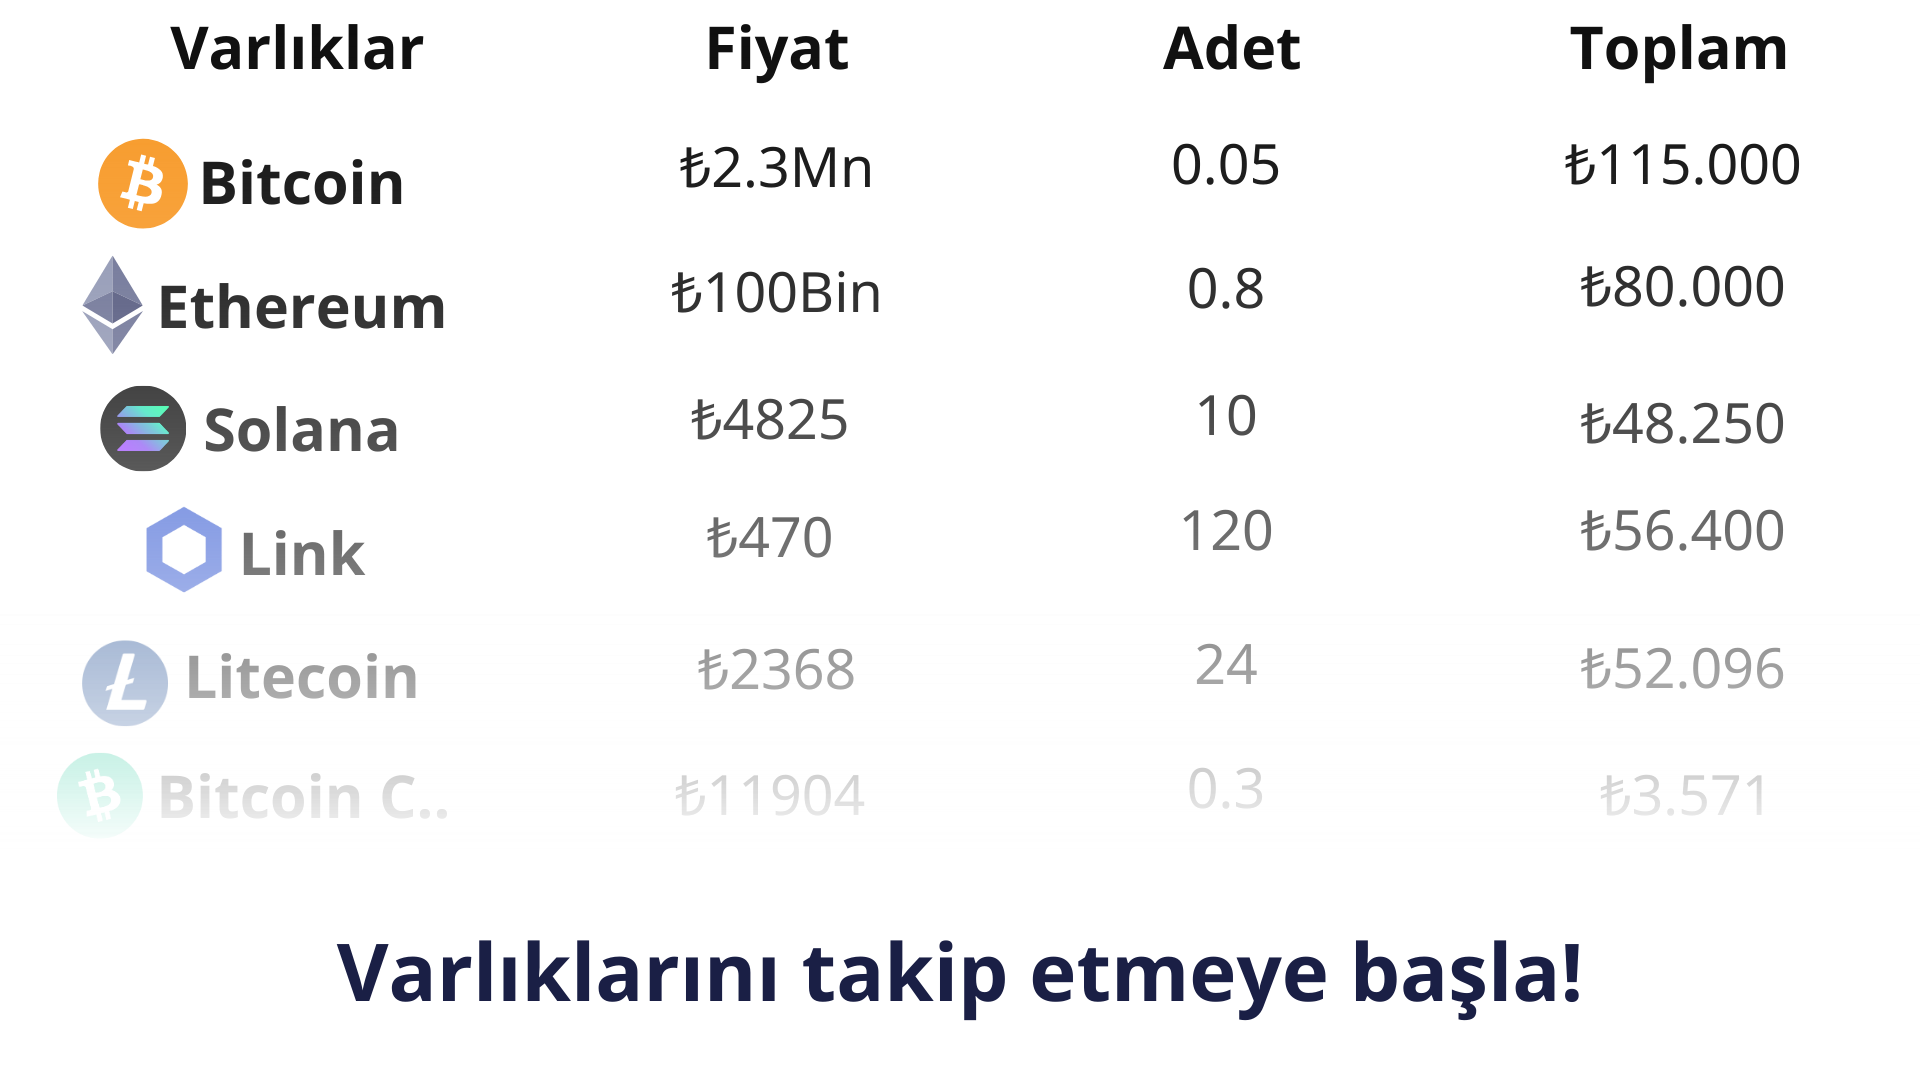 Varlıklar Fiyat Adet Toplam
Bitcoin ₺2.3Mn 0.05 ₺115.000
Ethereum ₺100Bin 0.8 ₺80.000
Solana ₺4825 10 ₺48.250
Link ₺470 120 ₺56.400
Litecoin ₺2368 24 ₺52.096
Bitcoin C.. ₺11904 0.3 ₺3.571
Varlıklarını takip etmeye başla!